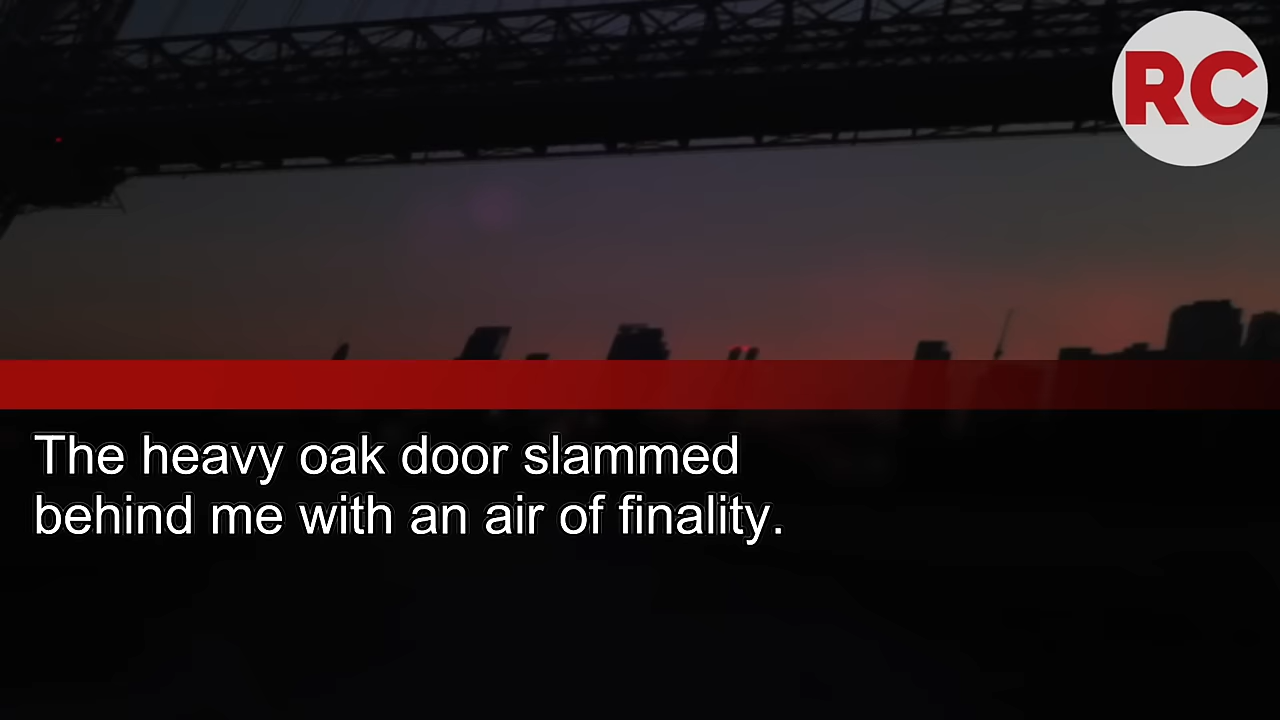 RC
The heavy oak door slammed
behind me with an air of finality.